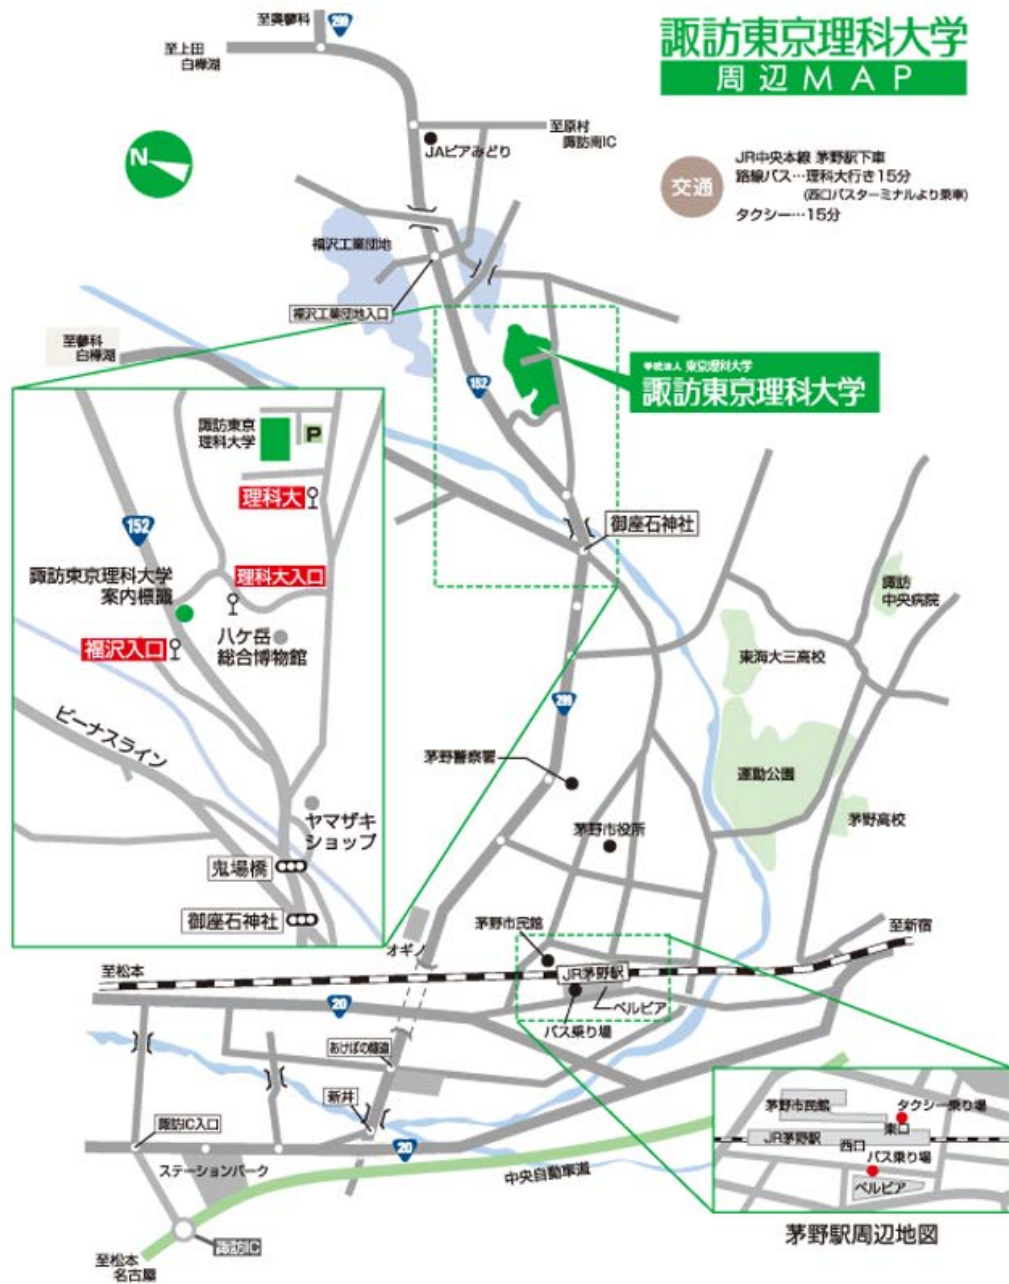 諏訪東京理科大学
周辺MAP
至奥蓼科
299
至上田
白樺湖
至原村
諏訪南IC
JAピアみどり
N
交通
JR中央本線 茅野駅下車
路線バス…理科大行き15分
(西口バスターミナルより乗車)
タクシー…15分
福沢工業団地
福沢工業団地入口
至蓼科
白樺湖
152
学校法人 東京理科大学
諏訪東京理科大学
諏訪東京
理科大学
P
理科大
152
諏訪東京理科大学
案内標識
理科大入口
福沢入口
八ケ岳
総合博物館
ビーナスライン
ヤマザキ
ショップ
鬼場橋
御座石神社
御座石神社
諏訪
中央病院
東海大三高校
299
運動公園
茅野警察署
茅野市役所
茅野高校
茅野市民館
至新宿
オギノ
至松本
JR茅野駅
ベルビア
バス乗り場
20
あけぼの隧道
新井
諏訪IC入口
20
ステーションパーク
中央自動車道
諏訪IC
至松本
名古屋
茅野市民館
タクシー乗り場
東口
JR茅野駅
西口
バス乗り場
ベルビア
茅野駅周辺地図